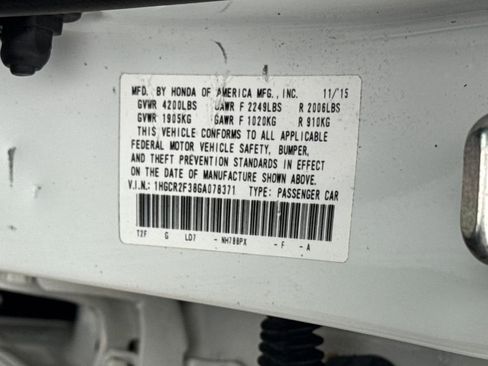 MFD. BY HONDA OF AMERICA MFG., INC. 11/15
GVWR 4200LBS GAWR F 2249LBS R 2006LBS
GVWR 1905KG GAWR F 1020KG R 910KG
THIS VEHICLE CONFORMS TO ALL APPLICABLE
FEDERAL MOTOR VEHICLE SAFETY, BUMPER,
AND THEFT PREVENTION STANDARDS IN EFFECT
ON THE DATE OF MANUFACTURE SHOWN ABOVE.
V.I.N.: 1HGCR2F38GA078371 TYPE: PASSENGER CAR
T2F G LD7 -NH788PX -F -A